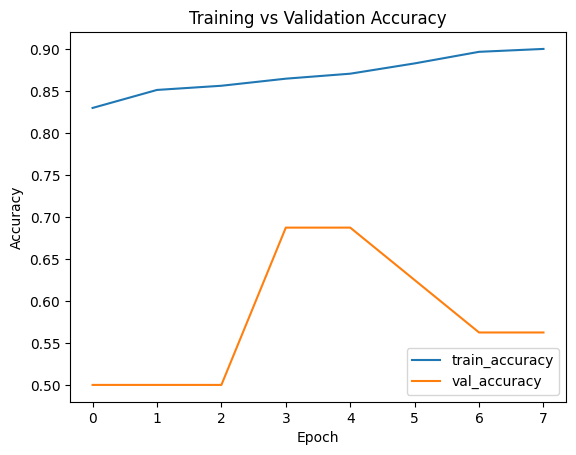 Training vs Validation Accuracy
Accuracy
0.90
0.85
0.80
0.75
0.70
0.65
0.60
0.55
0.50
train_accuracy
val_accuracy
0 1 2 3 4 5 6 7
Epoch